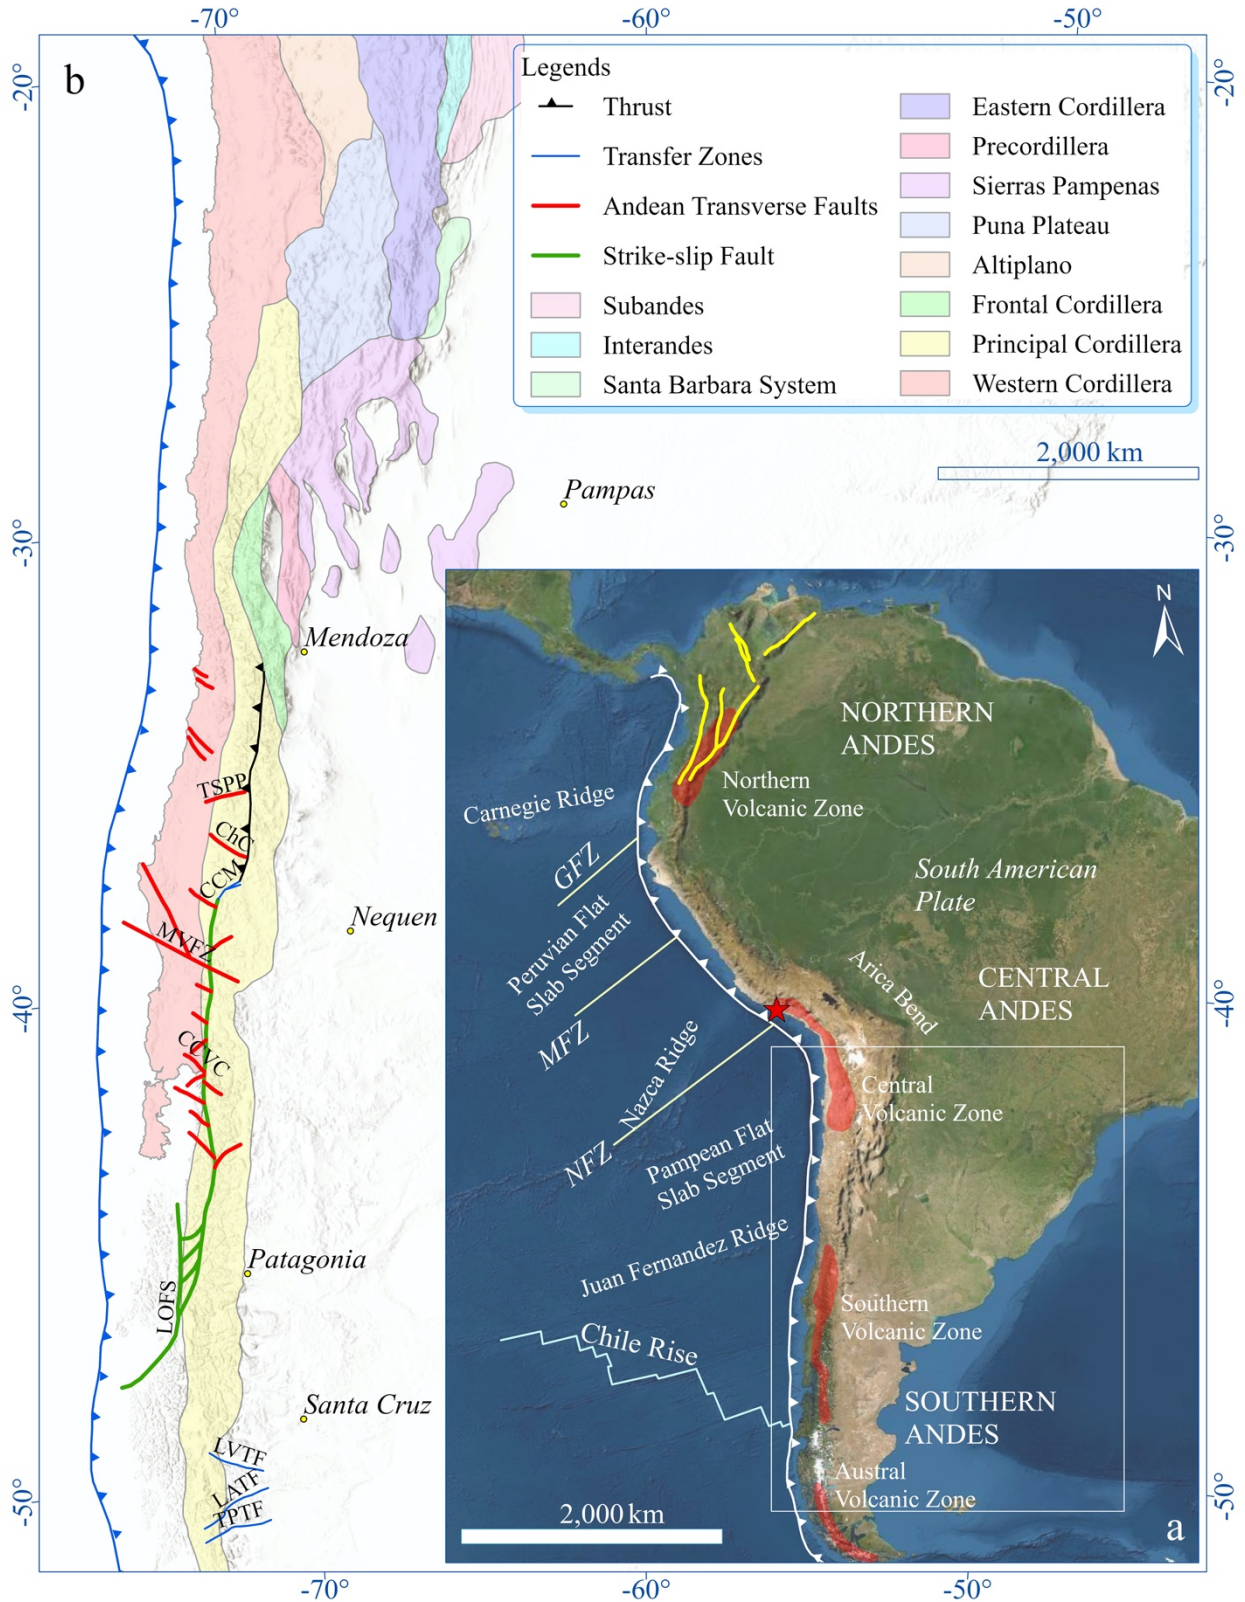 -70°
-60°
-50°
-20°
-20°
b
Legends
Thrust
Transfer Zones
Andean Transverse Faults
Strike-slip Fault
Subandes
Interandes
Santa Barbara System
Eastern Cordillera
Precordillera
Sierras Pampenas
Puna Plateau
Altiplano
Frontal Cordillera
Principal Cordillera
Western Cordillera
2,000 km
Pampas
-30°
-30°
Mendoza
TSPP
ChC
CCM
Nequen
MVFZ
-40°
-40°
CCVC
Patagonia
LOFS
Santa Cruz
LVTF
LATF
TPTF
-50°
-50°
N
NORTHERN
ANDES
Northern
Volcanic Zone
Carnegie Ridge
GFZ
Peruvian Flat
Slab Segment
MFZ
South American
Plate
Arica Bend
CENTRAL
ANDES
Nazca Ridge
NFZ
Central
Volcanic Zone
Pampean Flat
Slab Segment
Juan Fernandez Ridge
Southern
Volcanic Zone
Chile Rise
SOUTHERN
ANDES
Austral
Volcanic Zone
2,000 km
a
-70°
-60°
-50°